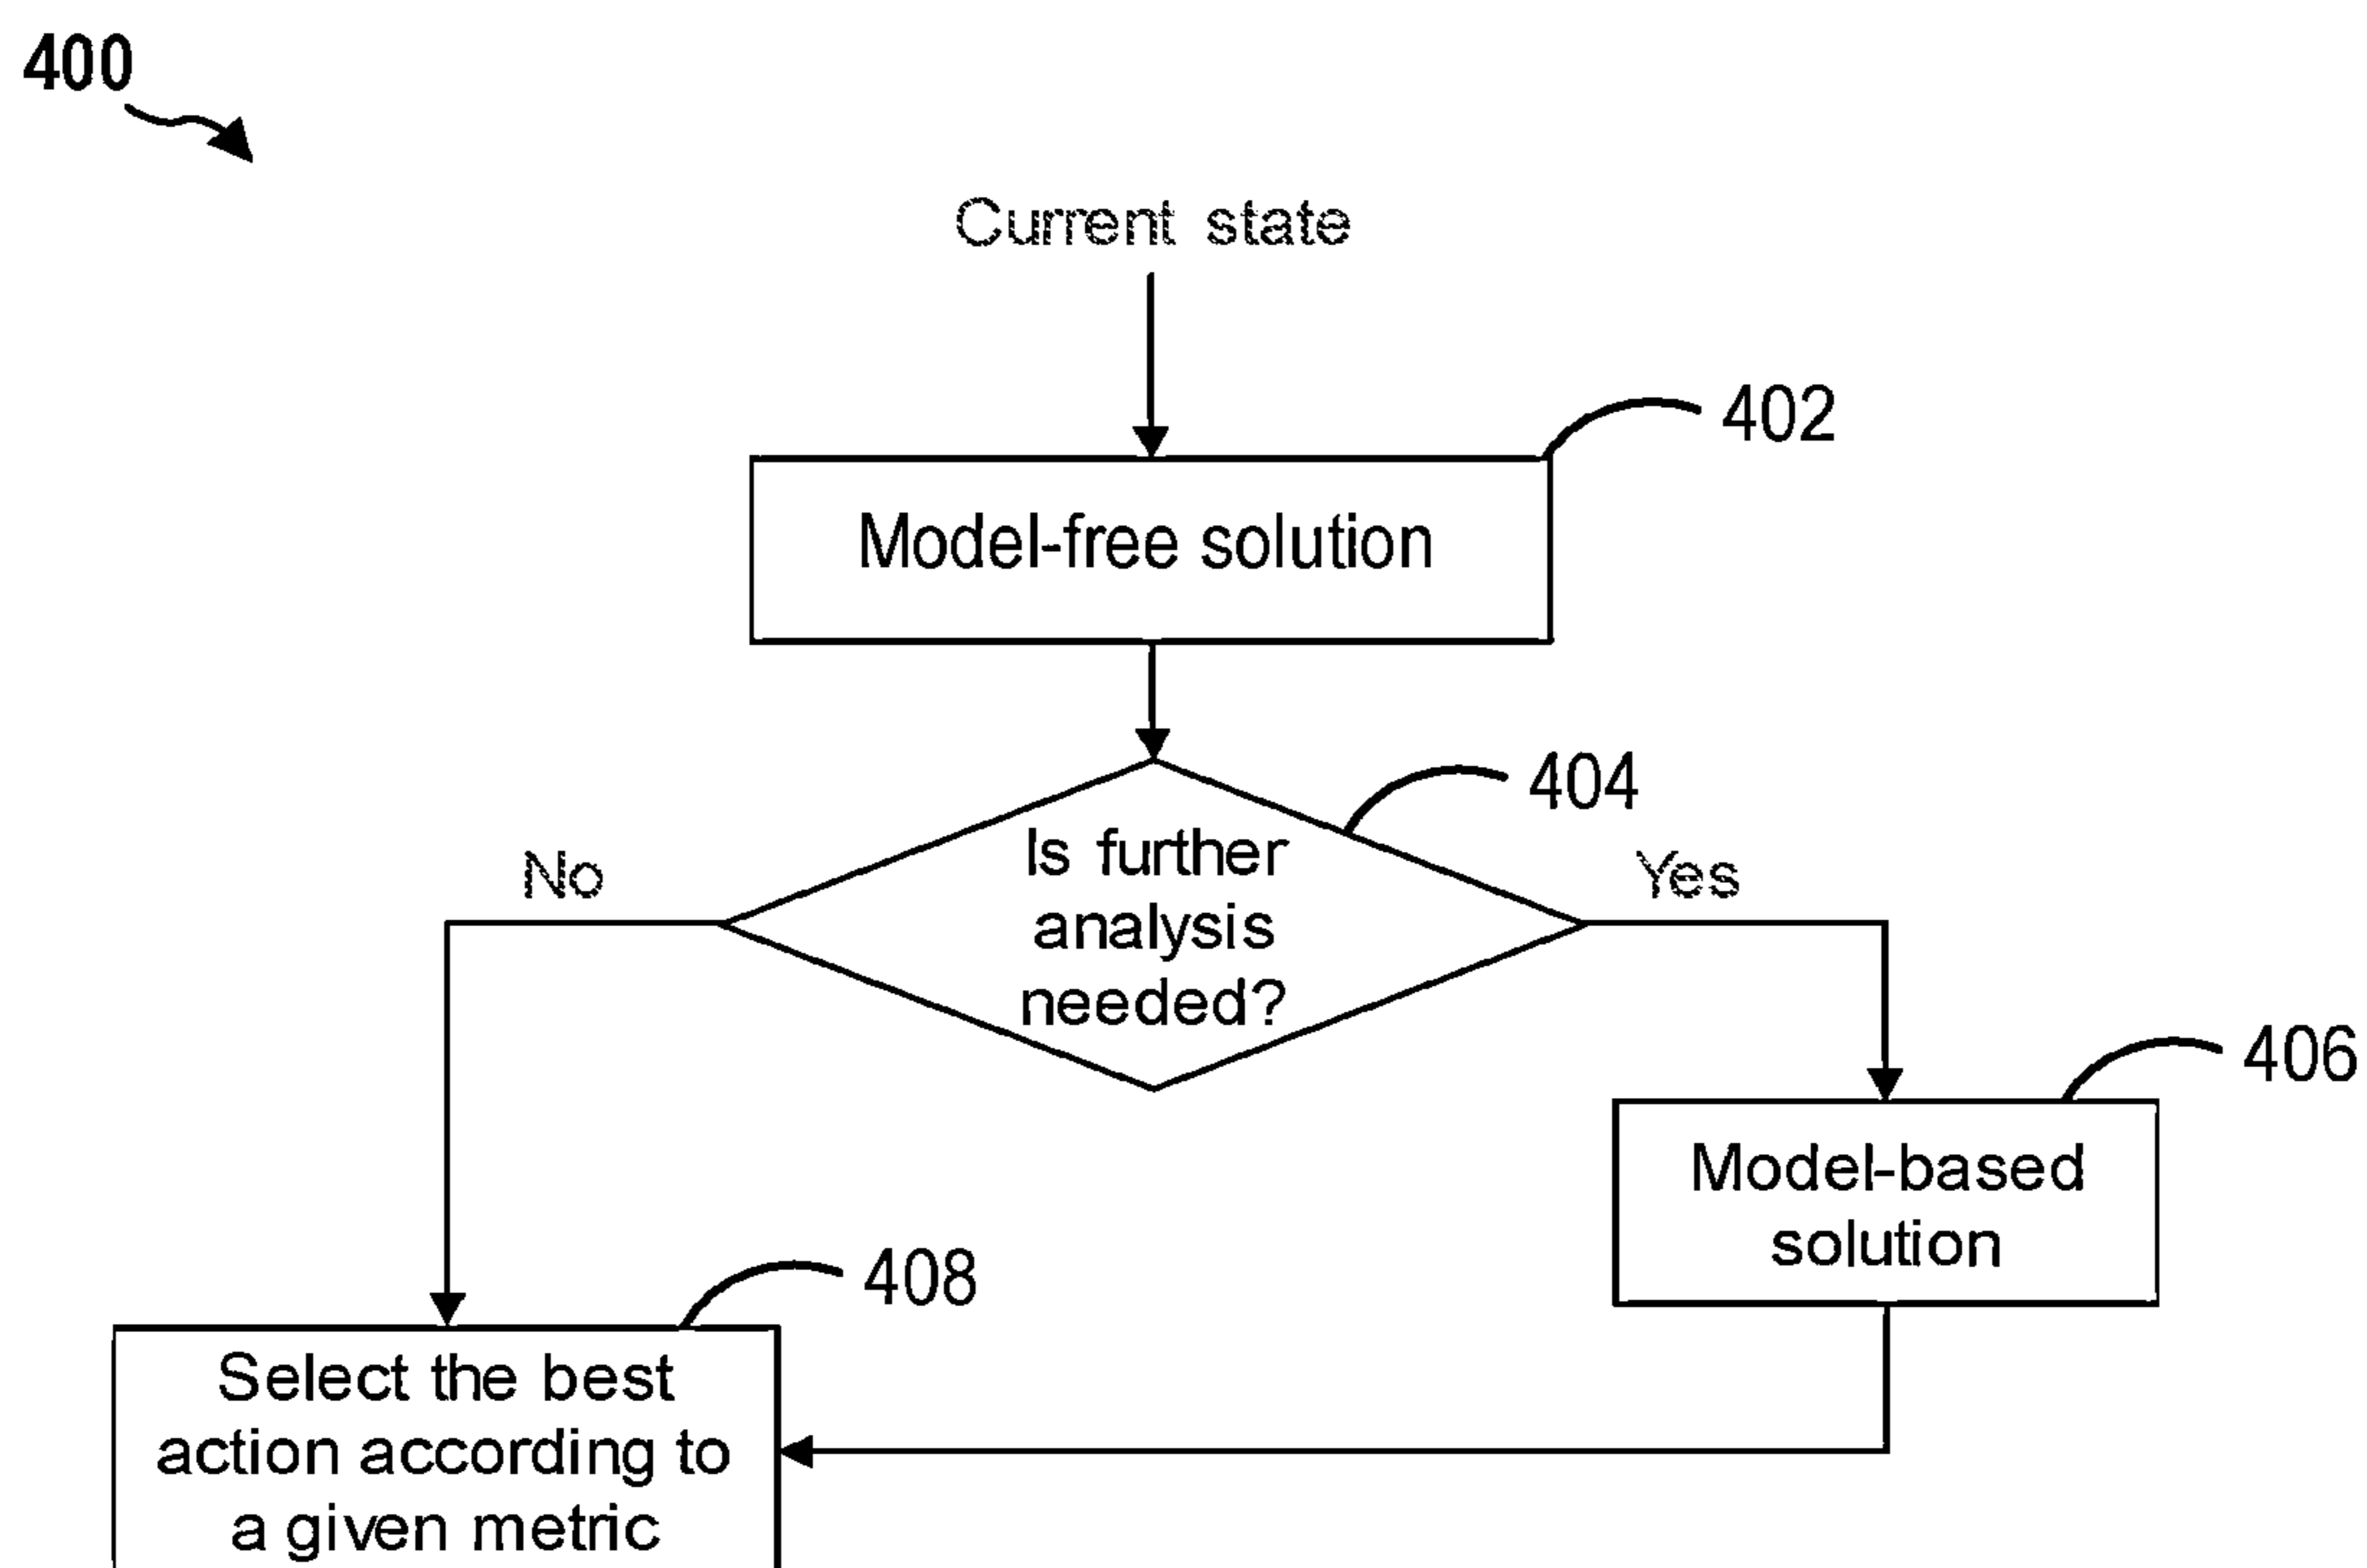 400
Current state
402
Model-free solution
404
Is further
analysis
needed?
No
Yes
406
Model-based
solution
408
Select the best
action according to
a given metric